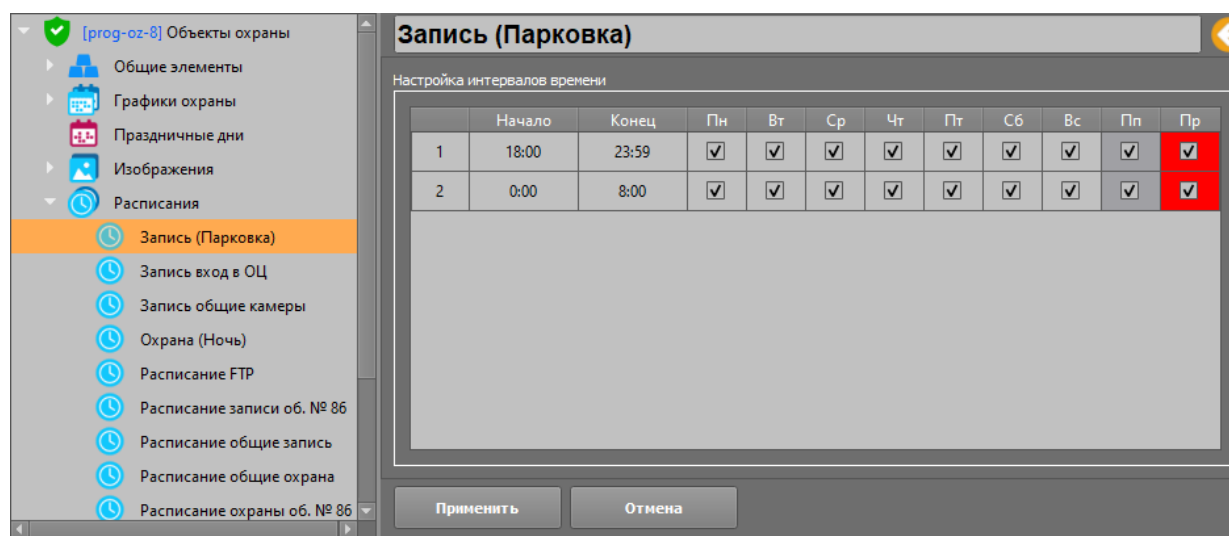 [prog-oz-8] Объекты охраны
Общие элементы
Графики охраны
Праздничные дни
Изображения
Расписания
Запись (Парковка)
Запись вход в ОЦ
Запись общие камеры
Охрана (Ночь)
Расписание FTP
Расписание записи об. № 86
Расписание общие запись
Расписание общие охрана
Расписание охраны об. № 86
Запись (Парковка)
Настройка интервалов времени
Начало Конец Пн Вт Ср Чт Пт Сб Вс Пп Пр
1 18:00 23:59
2 0:00 8:00
Применить Отмена